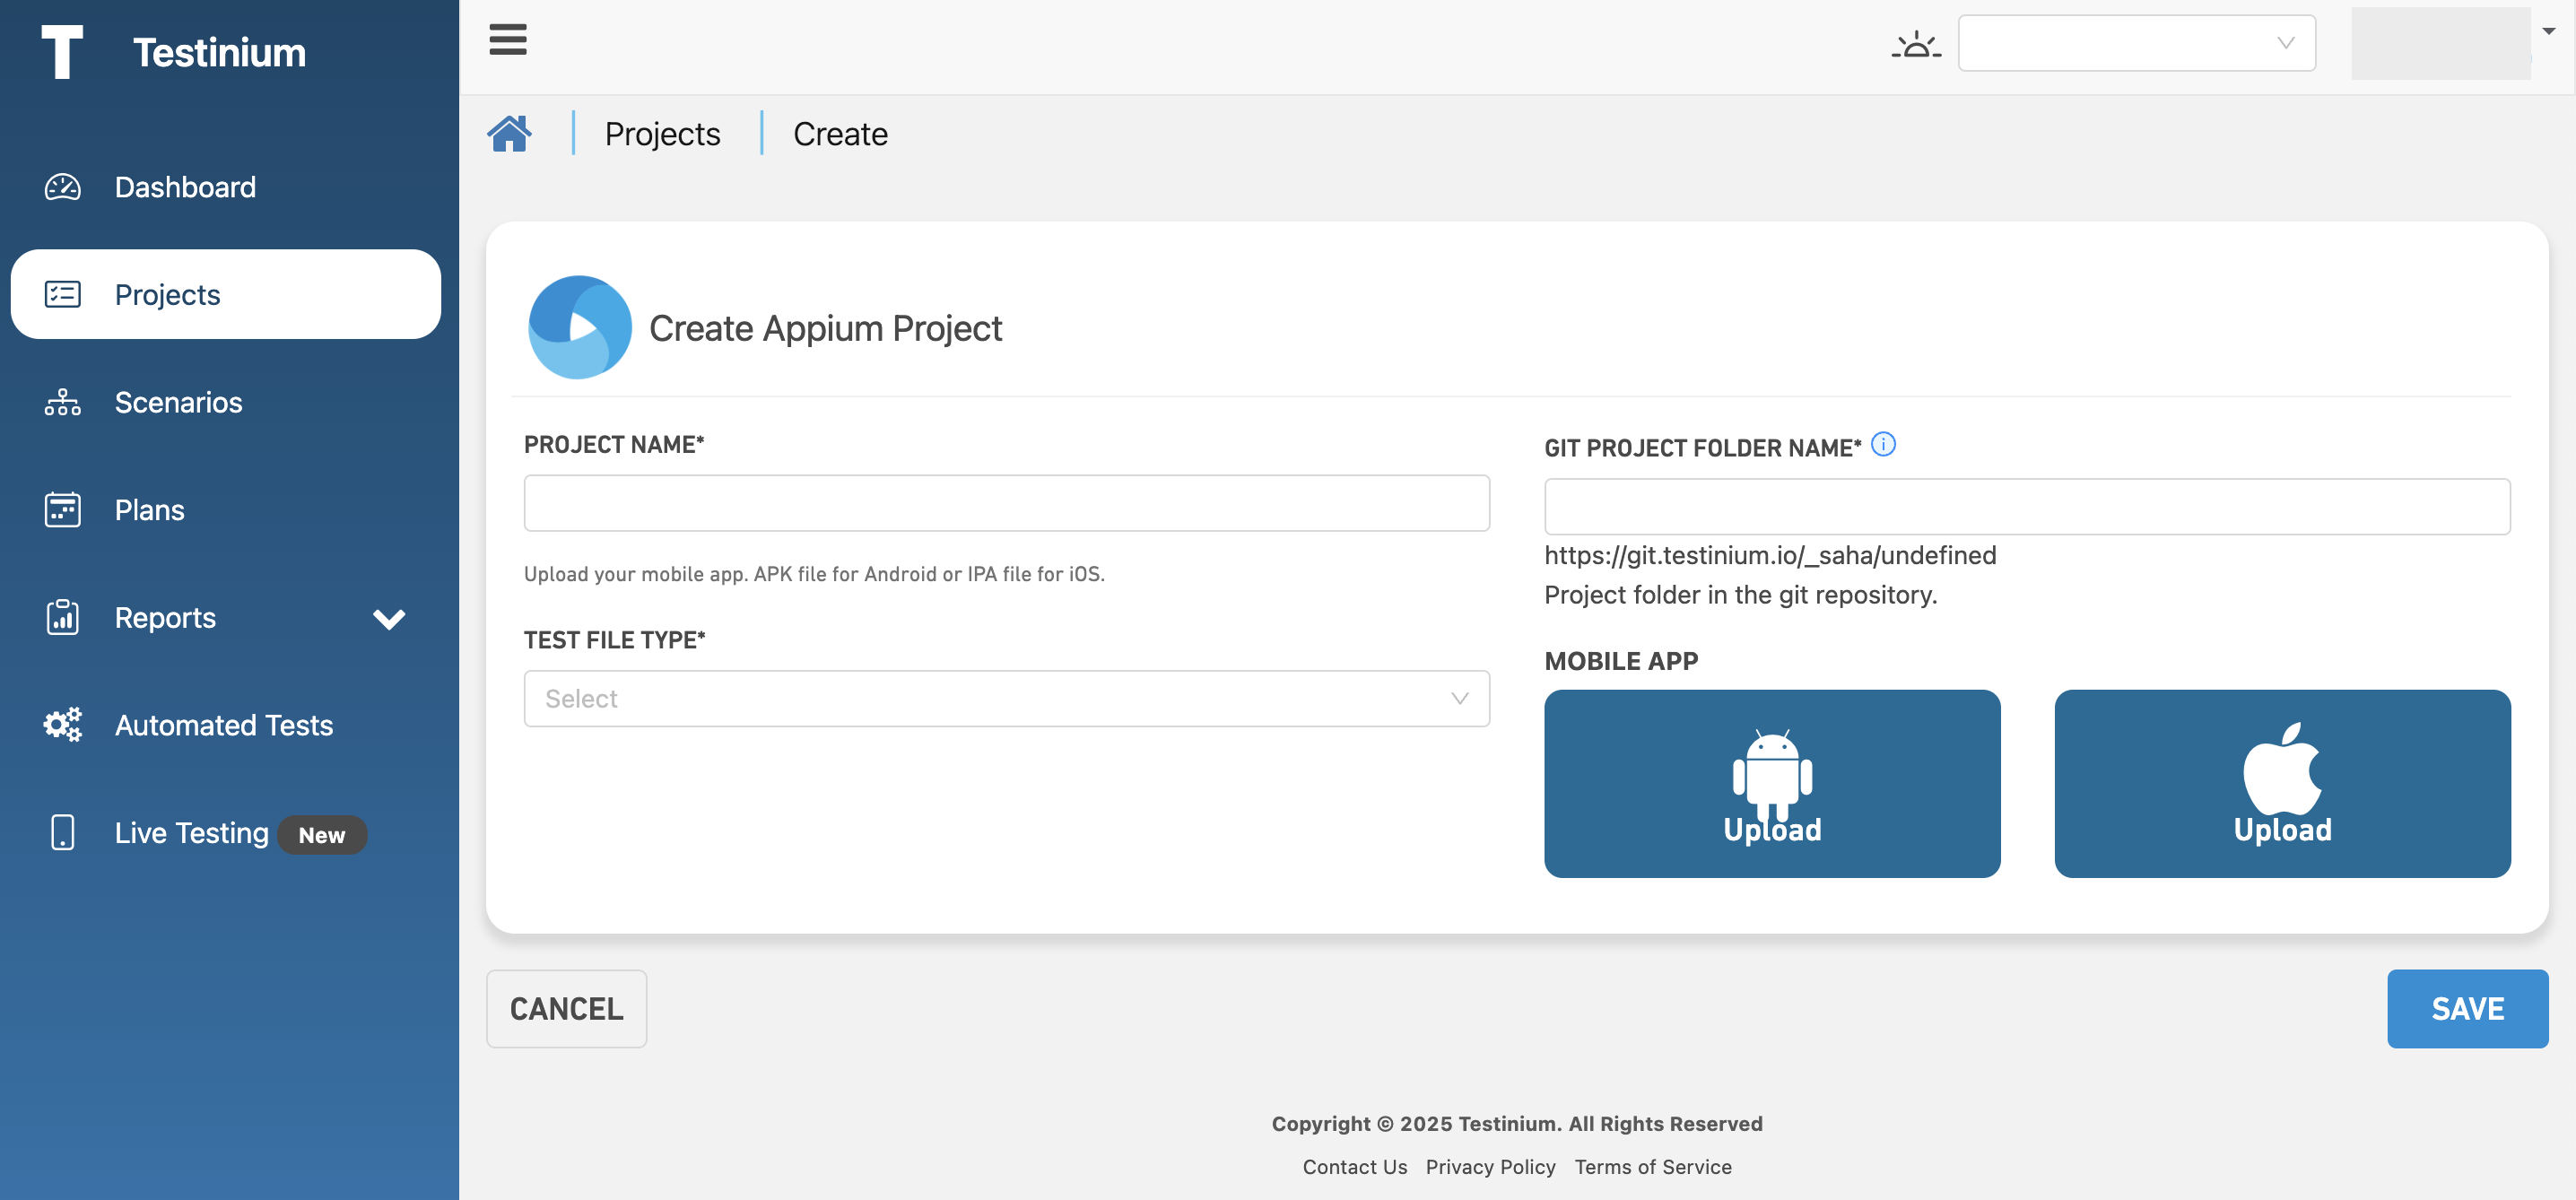 Testinium
Dashboard
Projects
Scenarios
Plans
Reports
Automated Tests
Live Testing New
Projects
Create
Create Appium Project
PROJECT NAME*
Upload your mobile app. APK file for Android or IPA file for iOS.
TEST FILE TYPE*
Select
GIT PROJECT FOLDER NAME*
https://git.testinium.io/_saha/undefined
Project folder in the git repository.
MOBILE APP
Upload
Upload
CANCEL
SAVE
Copyright © 2025 Testinium. All Rights Reserved
Contact Us Privacy Policy Terms of Service